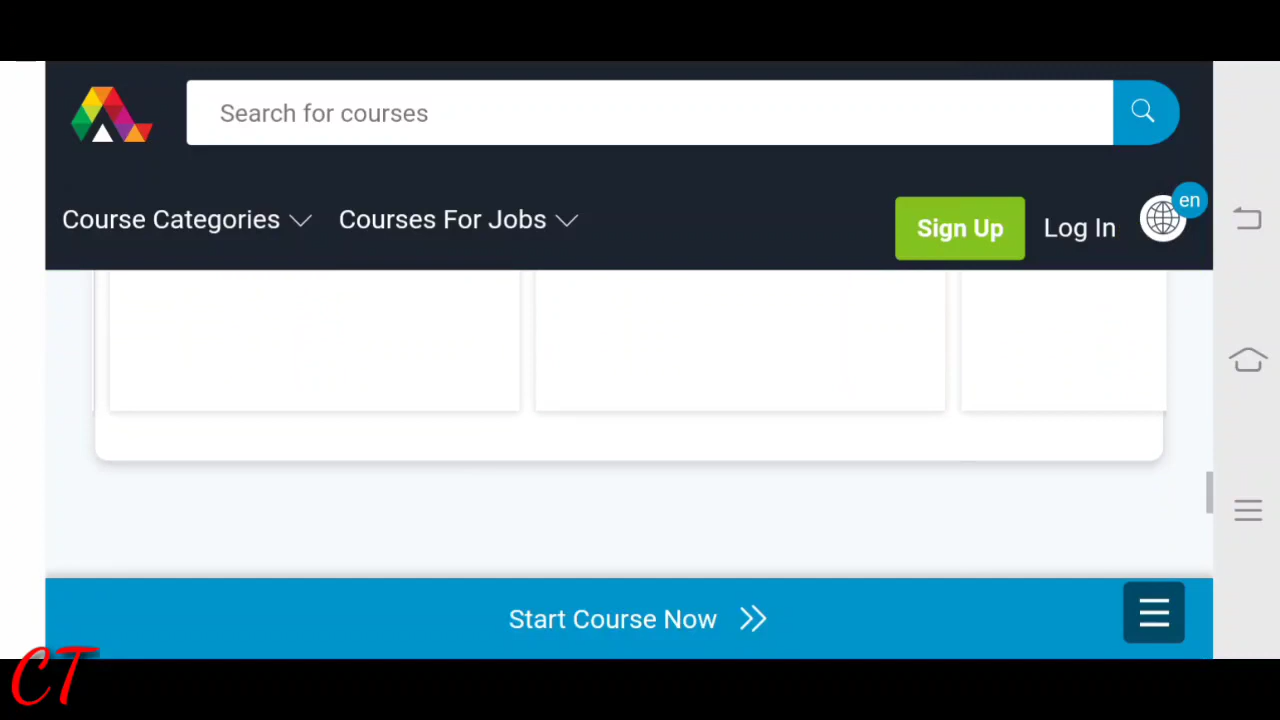 Search for courses
en
Course Categories Courses For Jobs Sign Up Log In
Start Course Now
CT